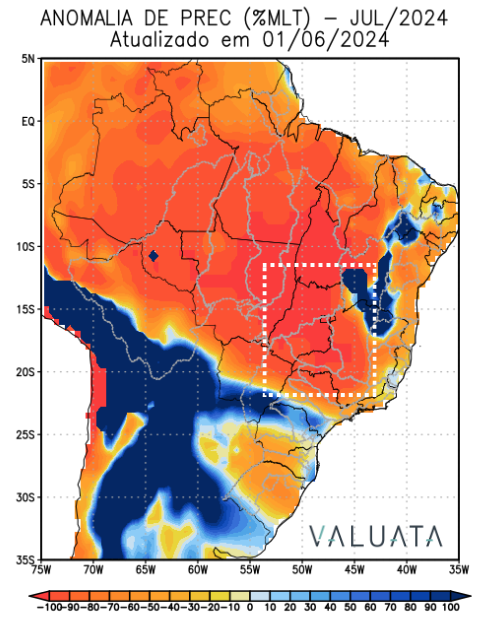 ANOMALIA DE PREC (%MLT) – JUL/2024
Atualizado em 01/06/2024
5N
EQ
5S
10S
15S
20S
25S
30S
35S
VALUATA
75W 70W 65W 60W 55W 50W 45W 40W 35W
-100-90-80-70-60-50-40-30-20-10 0 10 20 30 40 50 60 70 80 90 100